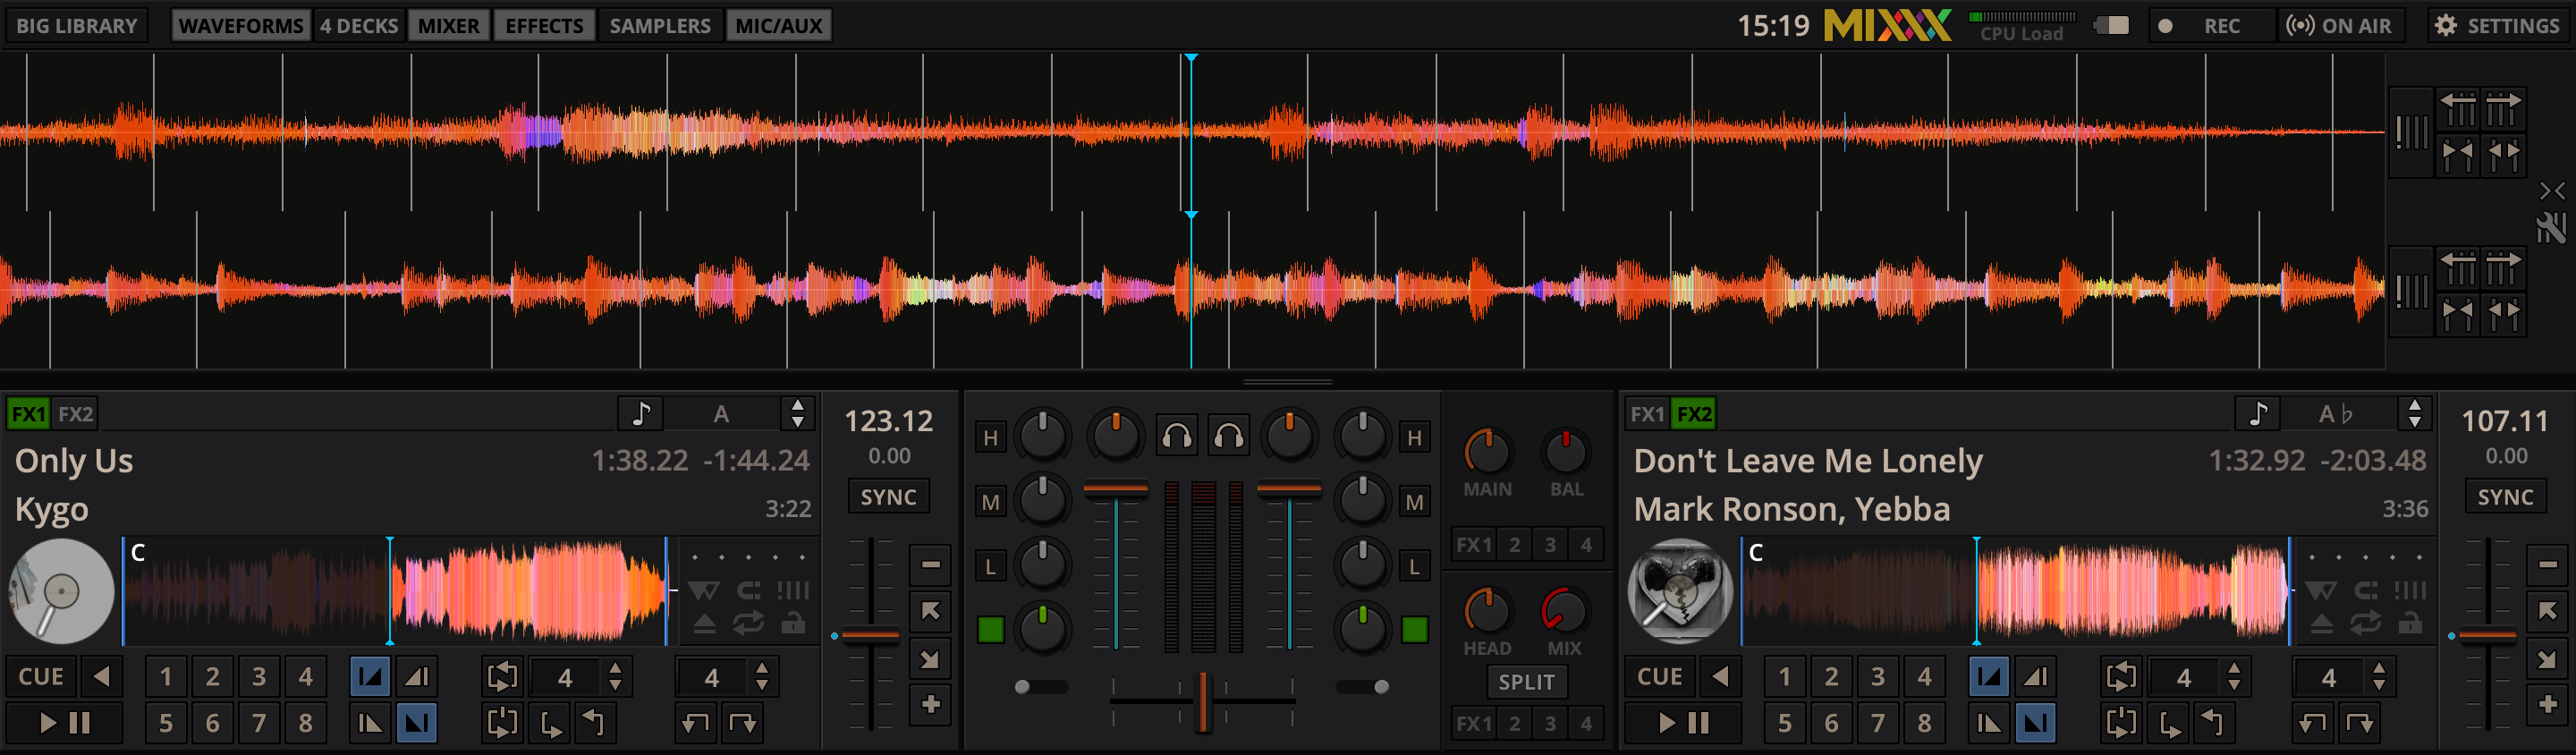 BIG LIBRARY WAVEFORMS 4 DECKS MIXER EFFECTS SAMPLERS MIC/AUX 15:19 MIXXX CPU Load REC ON AIR SETTINGS
FX1 FX2 A
Only Us 1:38.22 -1:44.24
Kygo 3:22
C
CUE 1 2 3 4 4 4
5 6 7 8
123.12
0.00
SYNC
H H
M M
L L
MAIN BAL
FX1 2 3 4
HEAD MIX
SPLIT
FX1 2 3 4
FX1 FX2 A♭
Don't Leave Me Lonely 1:32.92 -2:03.48
Mark Ronson, Yebba 3:36
C
CUE 1 2 3 4 4 4
5 6 7 8
107.11
0.00
SYNC